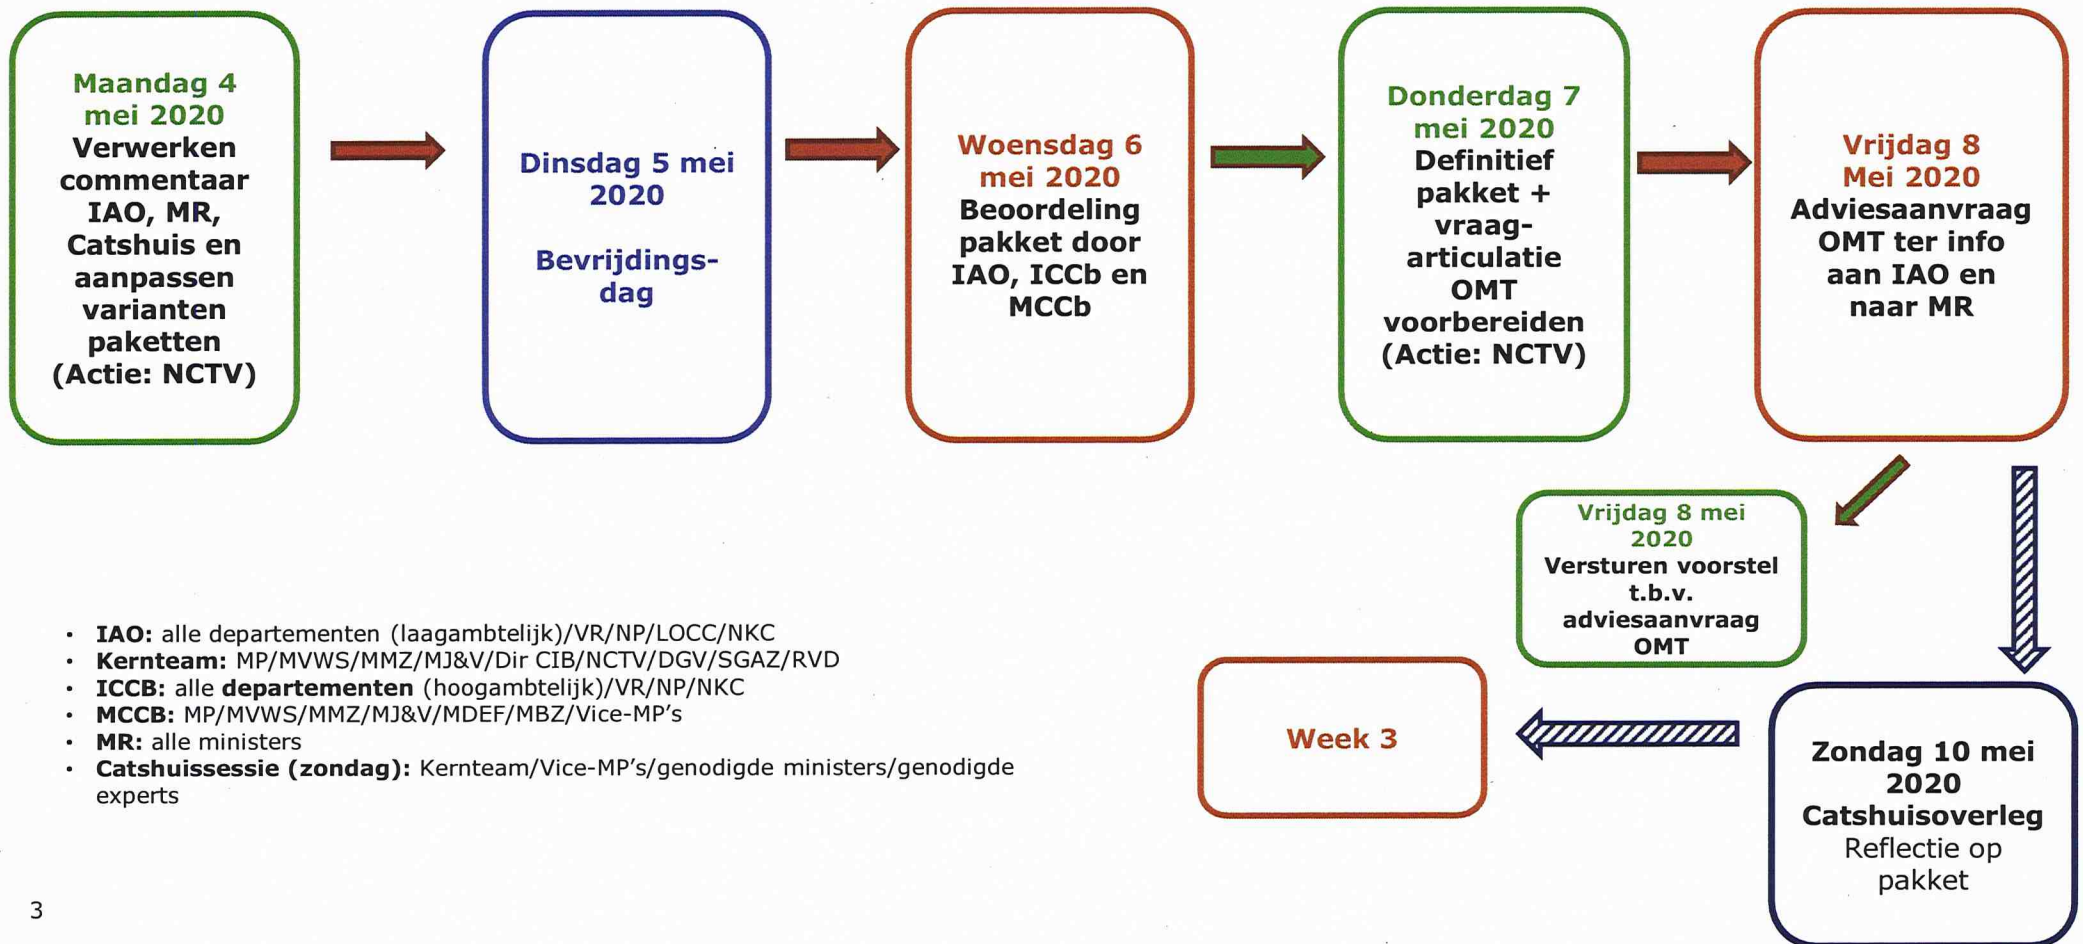 Maandag 4
mei 2020
Verwerken
commentaar
IAO, MR,
Catshuis en
aanpassen
varianten
paketten
(Actie: NCTV)
Dinsdag 5 mei
2020
Bevrijdings-
dag
Woensdag 6
mei 2020
Beoordeling
pakket door
IAO, ICCb en
MCCb
Donderdag 7
mei 2020
Definitief
pakket +
vraag-
articulatie
OMT
voorbereiden
(Actie: NCTV)
Vrijdag 8
Mei 2020
Adviesaanvraag
OMT ter info
aan IAO en
naar MR
Vrijdag 8 mei
2020
Versturen voorstel
t.b.v.
adviesaanvraag
OMT
Zondag 10 mei
2020
Catshuisoverleg
Reflectie op
pakket
Week 3
• IAO: alle departementen (laagambtelijk)/VR/NP/LOCC/NKC
• Kernteam: MP/MVWS/MMZ/MJ&V/Dir CIB/NCTV/DGV/SGAZ/RVD
• ICCB: alle departementen (hoogambtelijk)/VR/NP/NKC
• MCCB: MP/MVWS/MMZ/MJ&V/MDEF/MBZ/Vice-MP's
• MR: alle ministers
• Catshuissessie (zondag): Kernteam/Vice-MP's/genodigde ministers/genodigde
experts
3